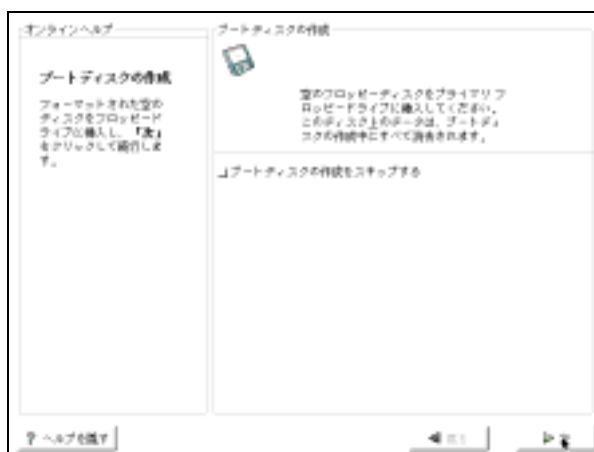 オンラインヘルプ
ブートディスクの作成
フォーマットされた空の
ディスクをフロッピード
ライブに挿入し、「次」
をクリックして続行しま
す。
ブートディスクの作成
空のフロッピーディスクをプライマリ フ
ロッピードライブに挿入してください。
このディスク上のデータは、ブートディ
スクの作成中にすべて消去されます。
ブートディスクの作成をスキップする
? ヘルプを隠す
戻る
次